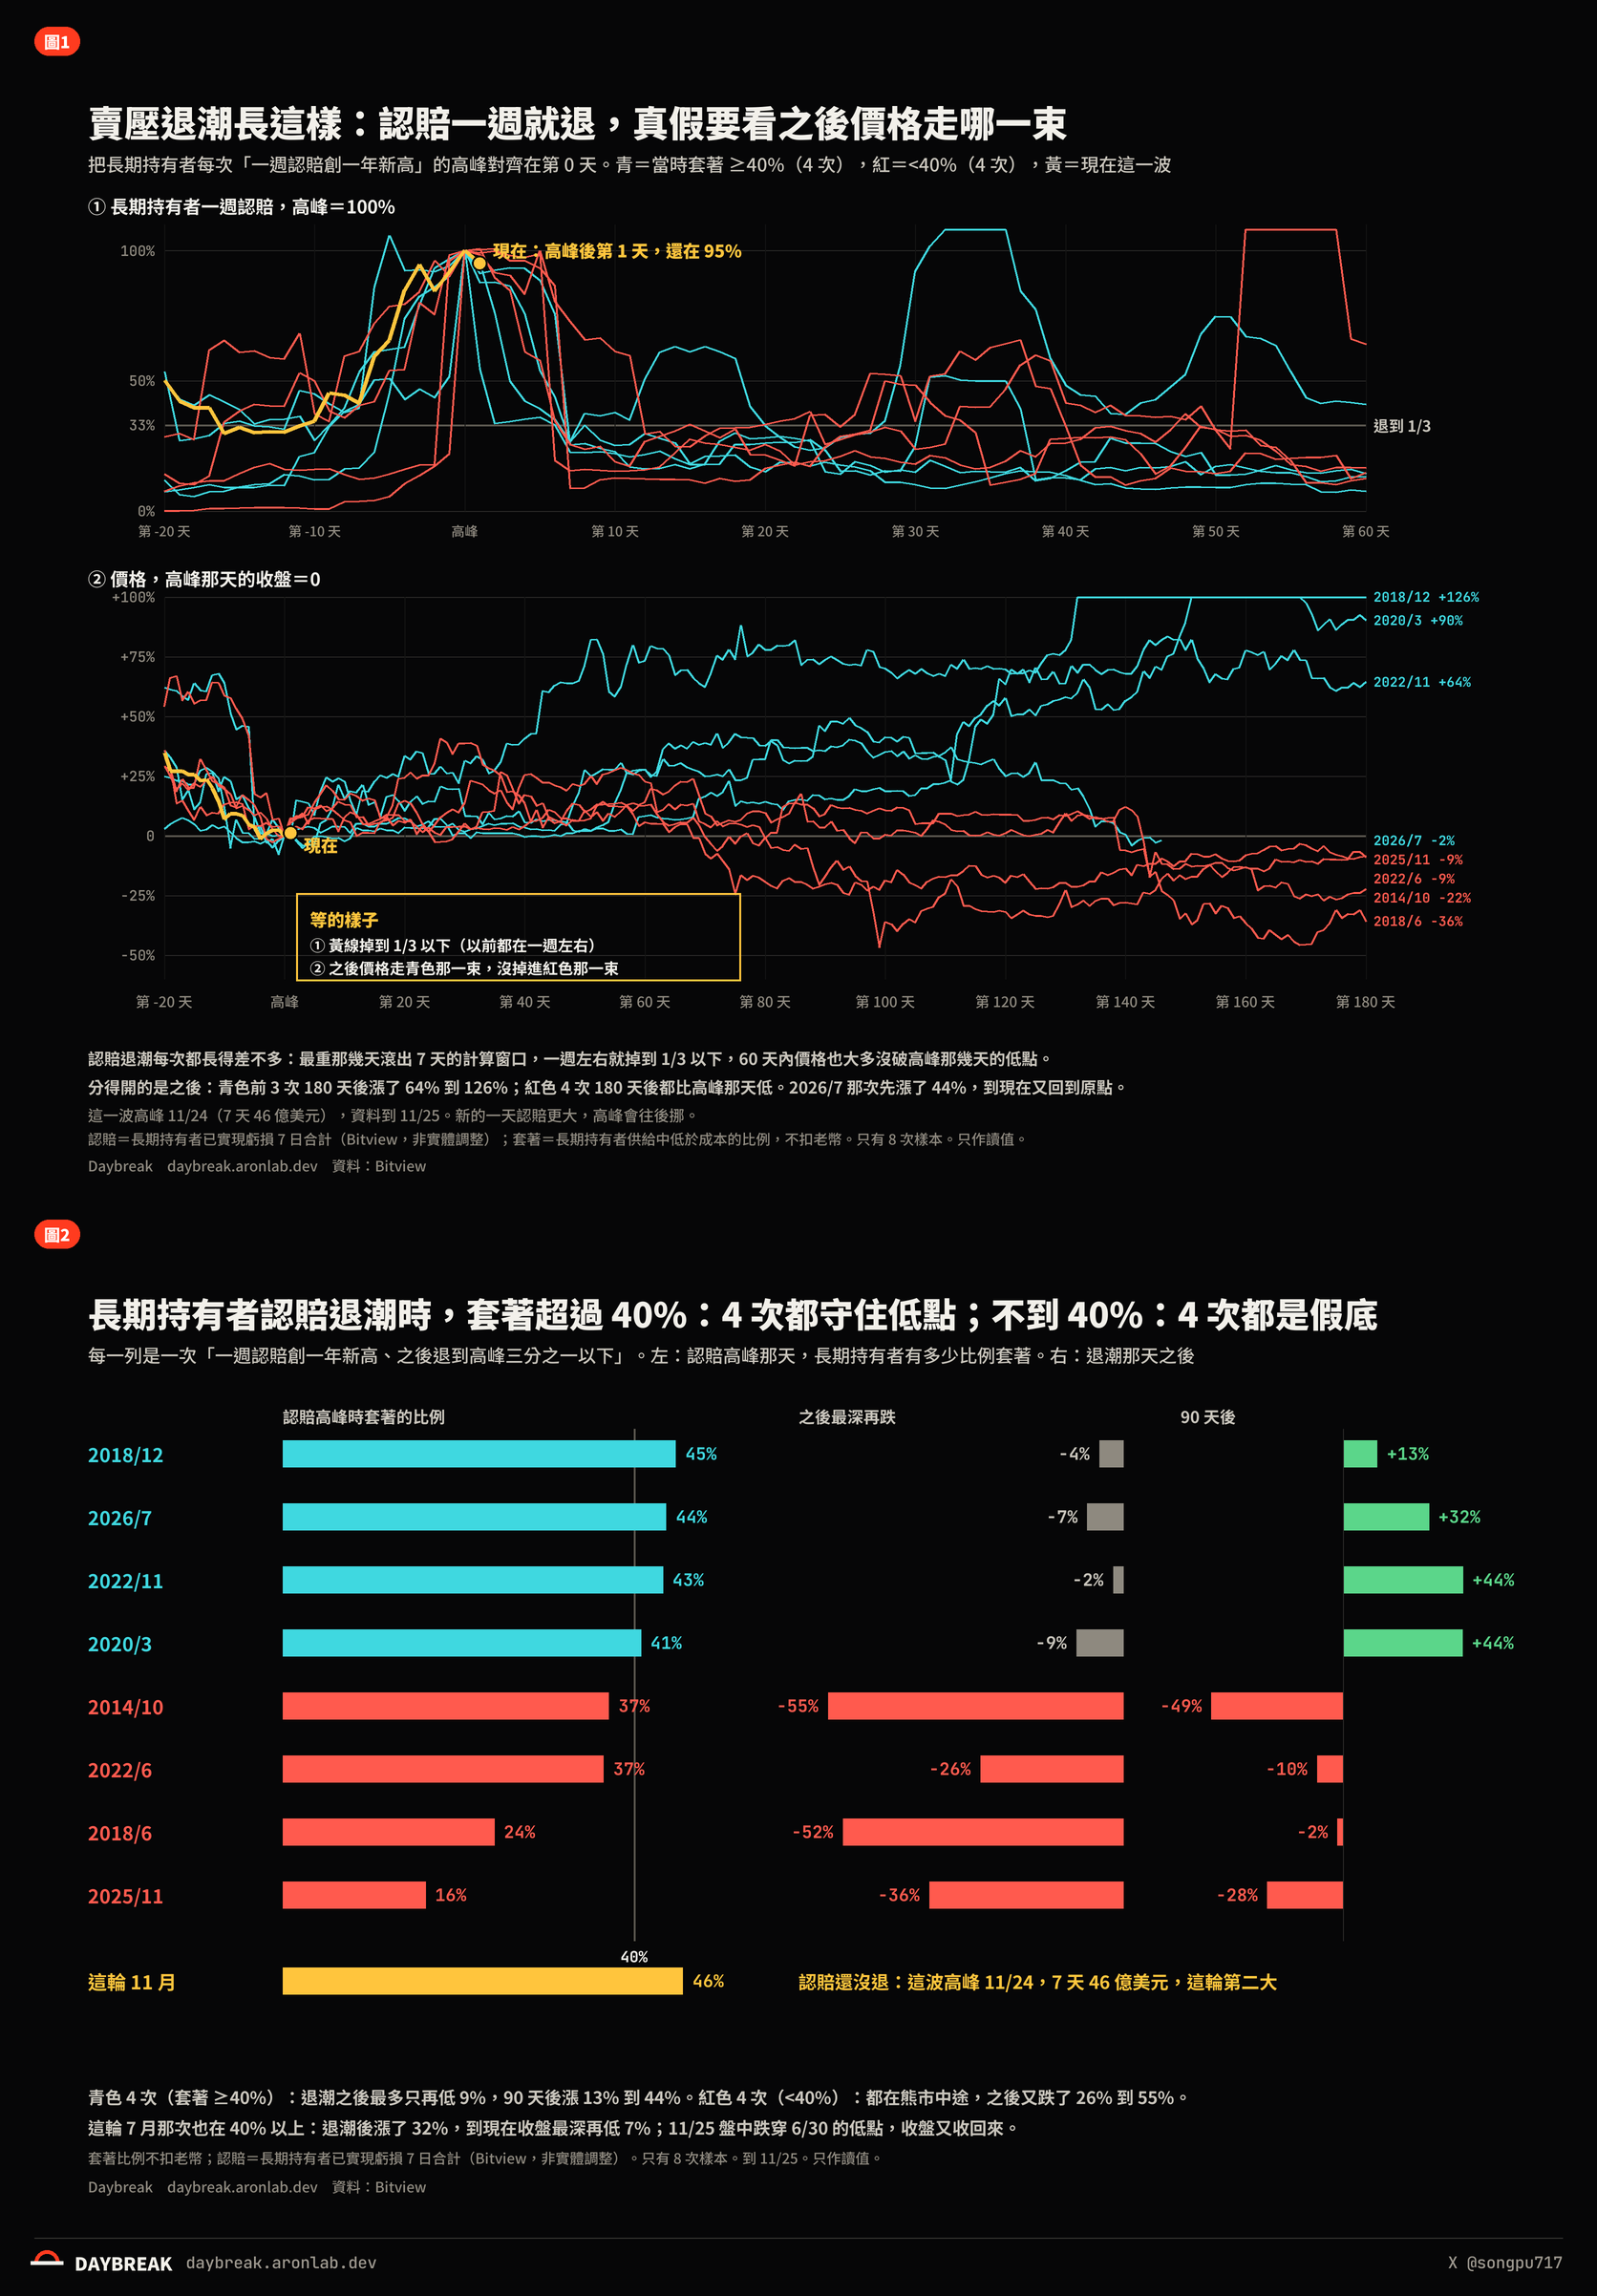 圖1
賣壓退潮長這樣：認賠一週就退，真假要看之後價格走哪一束
把長期持有者每次「一週認賠創一年新高」的高峰對齊在第 0 天。青＝當時套著 ≥40%（4 次），紅＝<40%（4 次），黃＝現在這一波
① 長期持有者一週認賠，高峰＝100%
現在：高峰後第 1 天，還在 95%
100%
50%
33%
退到 1/3
0%
第 -20 天
第 -10 天
高峰
第 10 天
第 20 天
第 30 天
第 40 天
第 50 天
第 60 天
② 價格，高峰那天的收盤＝0
+100%
+75%
+50%
+25%
0
-25%
-50%
2018/12 +126%
2020/3 +90%
2022/11 +64%
2026/7 -2%
2025/11 -9%
2022/6 -9%
2014/10 -22%
2018/6 -36%
現在
等的樣子
① 黃線掉到 1/3 以下（以前都在一週左右）
② 之後價格走青色那一束，沒掉進紅色那一束
第 -20 天
高峰
第 20 天
第 40 天
第 60 天
第 80 天
第 100 天
第 120 天
第 140 天
第 160 天
第 180 天
認賠退潮每次都長得差不多：最重那幾天滾出 7 天的計算窗口，一週左右就掉到 1/3 以下，60 天內價格也大多沒破高峰那幾天的低點。
分得開的是之後：青色前 3 次 180 天後漲了 64% 到 126%；紅色 4 次 180 天後都比高峰那天低。2026/7 那次先漲了 44%，到現在又回到原點。
這一波高峰 11/24（7 天 46 億美元），資料到 11/25。新的一天認賠更大，高峰會往後挪。
認賠＝長期持有者已實現虧損 7 日合計（Bitview，非實體調整）；套著＝長期持有者供給中低於成本的比例，不扣老幣。只有 8 次樣本。只作讀值。
Daybreak daybreak.aronlab.dev 資料：Bitview
圖2
長期持有者認賠退潮時，套著超過 40%：4 次都守住低點；不到 40%：4 次都是假底
每一列是一次「一週認賠創一年新高、之後退到高峰三分之一以下」。左：認賠高峰那天，長期持有者有多少比例套著。右：退潮那天之後
認賠高峰時套著的比例
之後最深再跌
90 天後
2018/12 45% -4% +13%
2026/7 44% -7% +32%
2022/11 43% -2% +44%
2020/3 41% -9% +44%
2014/10 37% -55% -49%
2022/6 37% -26% -10%
2018/6 24% -52% -2%
2025/11 16% -36% -28%
40%
這輪 11 月 46% 認賠還沒退：這波高峰 11/24，7 天 46 億美元，這輪第二大
青色 4 次（套著 ≥40%）：退潮之後最多只再低 9%，90 天後漲 13% 到 44%。紅色 4 次（<40%）：都在熊市中途，之後又跌了 26% 到 55%。
這輪 7 月那次也在 40% 以上：退潮後漲了 32%，到現在收盤最深再低 7%；11/25 盤中跌穿 6/30 的低點，收盤又收回來。
套著比例不扣老幣；認賠＝長期持有者已實現虧損 7 日合計（Bitview，非實體調整）。只有 8 次樣本。到 11/25。只作讀值。
Daybreak daybreak.aronlab.dev 資料：Bitview
DAYBREAK daybreak.aronlab.dev
X @songpu717